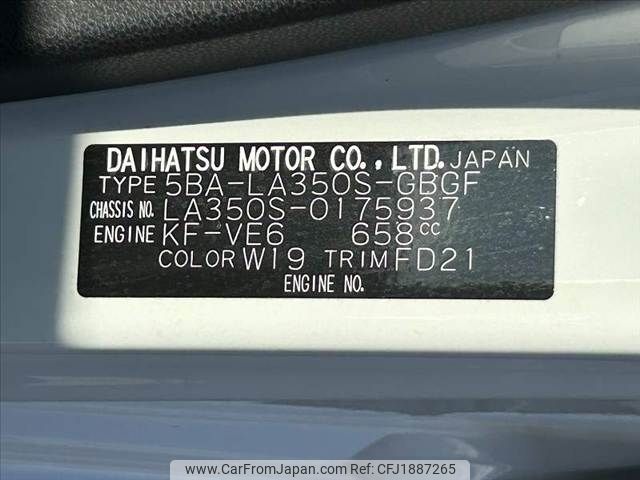 DAIHATSU MOTOR CO., LTD. JAPAN
TYPE 5BA-LA350S-GBGF
CHASSIS NO. LA350S-0175937
ENGINE KF-VE6 658cc
COLOR W19 TRIM FD21
ENGINE NO.
www.CarFromJapan.com Ref: CFJ1887265